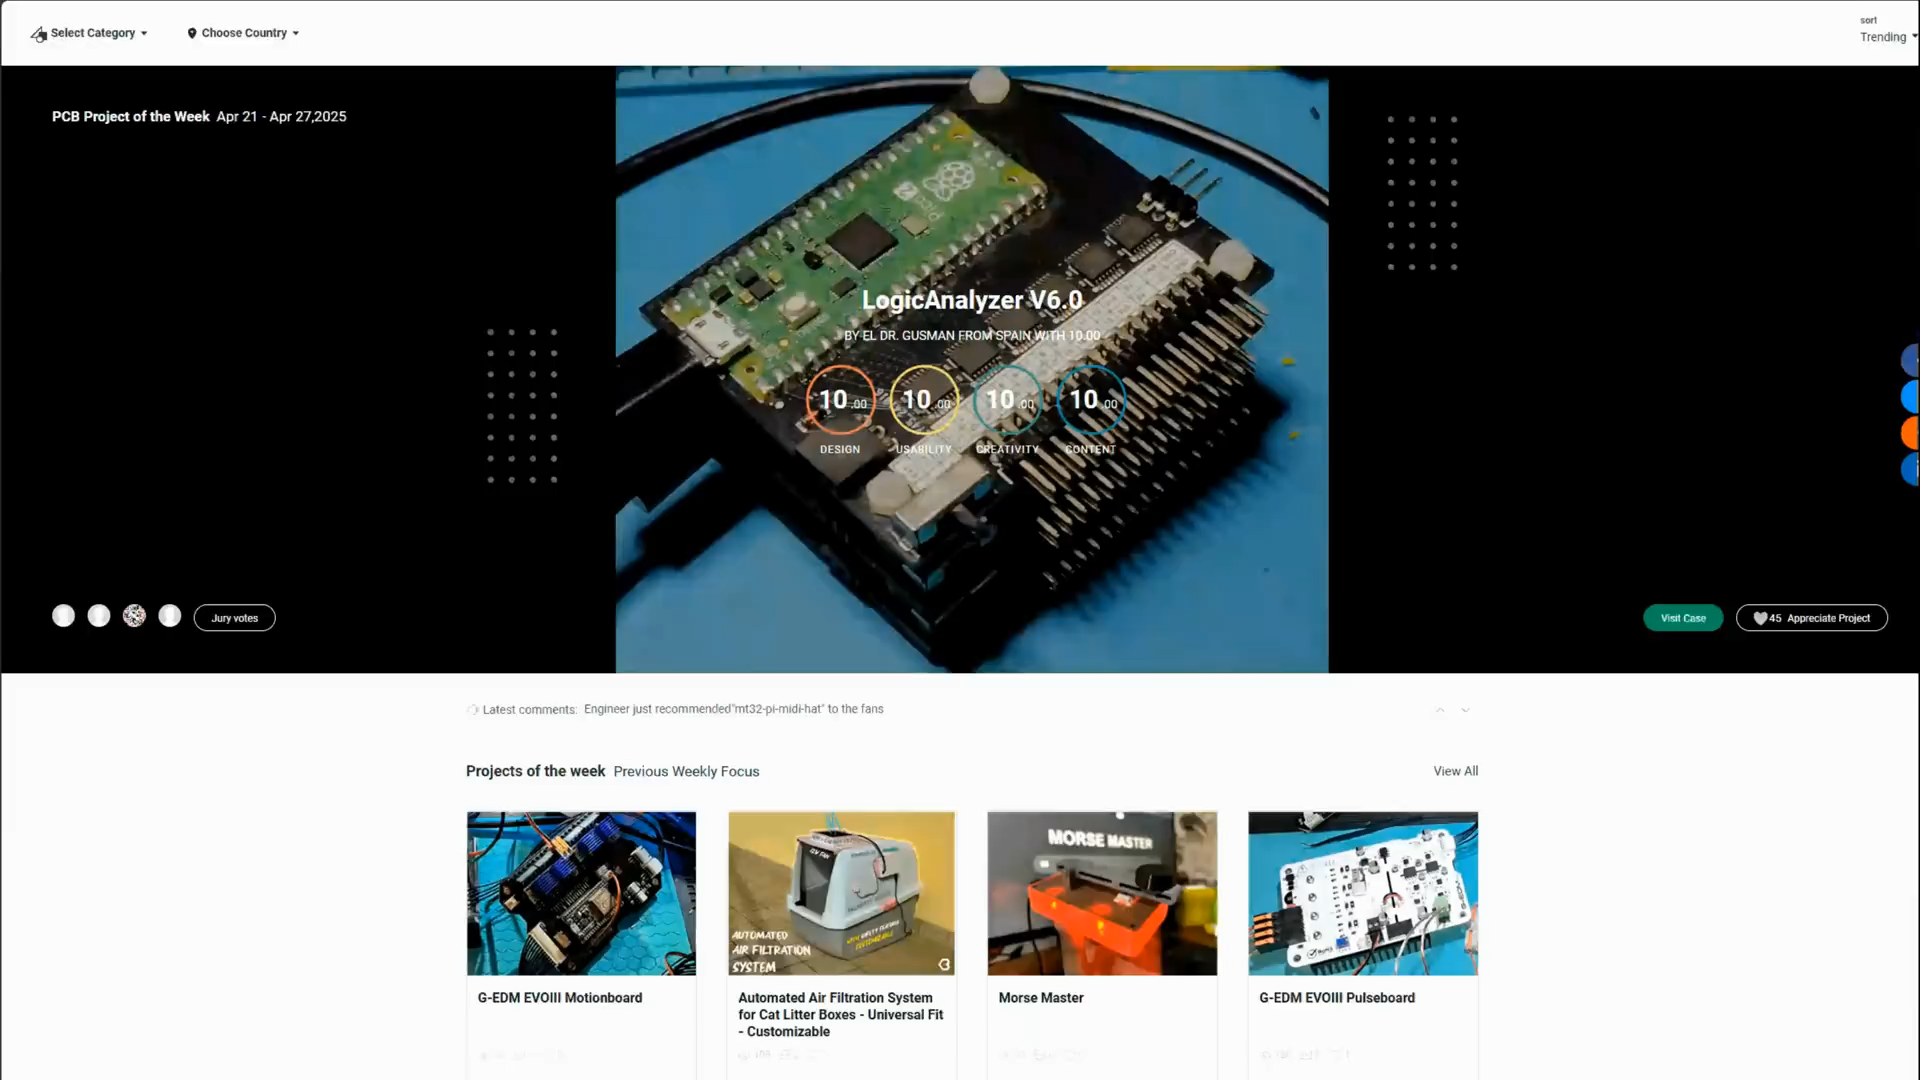 Select Category
Choose Country
sort
Trending
PCB Project of the Week Apr 21 - Apr 27,2025
LogicAnalyzer V6.0
BY EL DR. GUSMAN FROM SPAIN WITH 10.00
10 .00 10 .00 10 .00 10 .00
DESIGN USABILITY CREATIVITY CONTENT
Jury votes
Visit Case
45 Appreciate Project
Latest comments: Engineer just recommended"mt32-pi-midi-hat" to the fans
Projects of the week Previous Weekly Focus
View All
MORSE MASTER
AUTOMATED
AIR FILTRATION
SYSTEM
G-EDM EVOIII Motionboard
Automated Air Filtration System
for Cat Litter Boxes - Universal Fit
- Customizable
Morse Master
G-EDM EVOIII Pulseboard